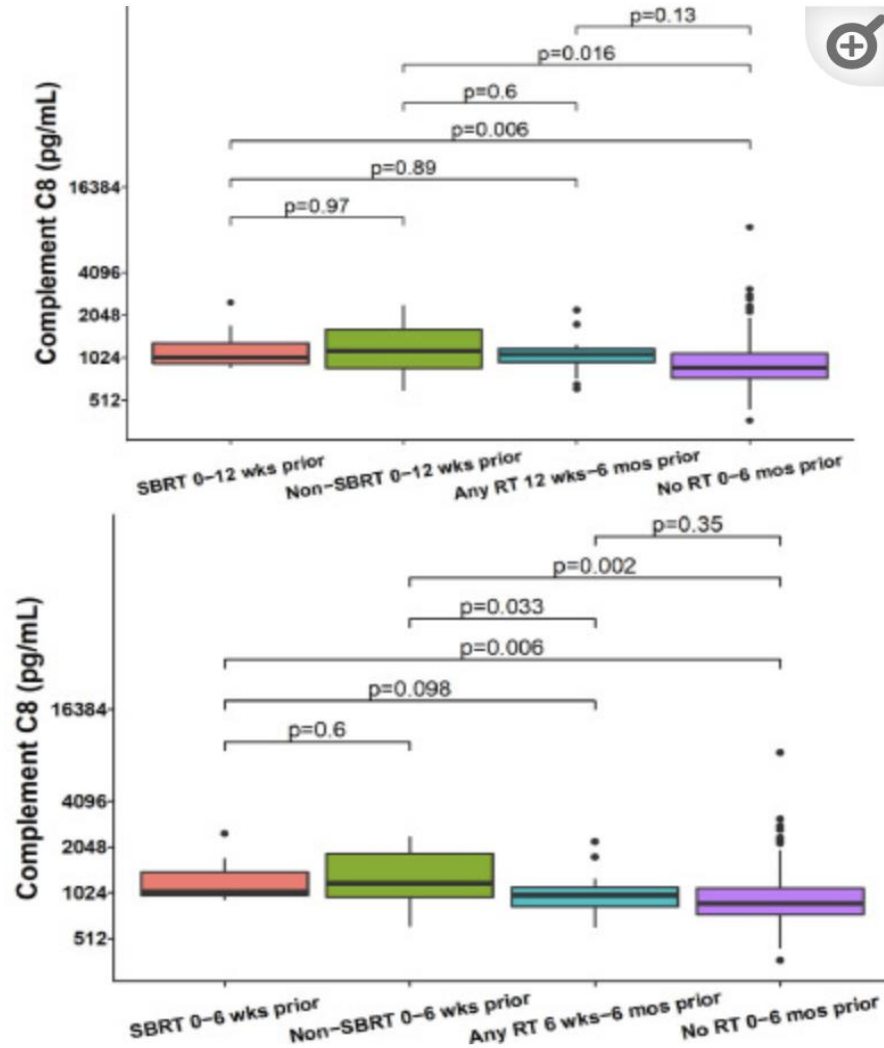 p=0.13
p=0.016
p=0.6
p=0.006
p=0.89
p=0.97
Complement C8 (pg/mL)
16384
4096
2048
1024
512
SBRT 0−12 wks prior
Non−SBRT 0−12 wks prior
Any RT 12 wks−6 mos prior
No RT 0−6 mos prior
p=0.35
p=0.002
p=0.033
p=0.006
p=0.098
p=0.6
Complement C8 (pg/mL)
16384
4096
2048
1024
512
SBRT 0−6 wks prior
Non−SBRT 0−6 wks prior
Any RT 6 wks−6 mos prior
No RT 0−6 mos prior